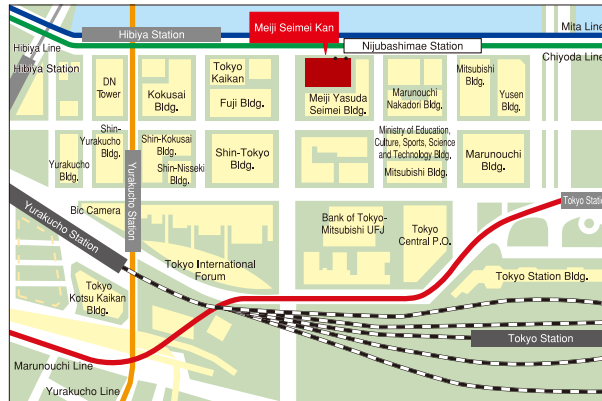 Meiji Seimei Kan
Mita Line
Hibiya Station
Nijubashimae Station
Hibiya Line
Chiyoda Line
Hibiya Station
DN
Tower
Kokusai
Bldg.
Tokyo
Kaikan
Fuji Bldg.
Meiji Yasuda
Seimei Bldg.
Marunouchi
Nakadori Bldg.
Mitsubishi
Bldg.
Yusen
Bldg.
Shin-
Yurakucho
Bldg.
Yurakucho
Bldg.
Shin-Kokusai
Bldg.
Shin-Nisseki
Bldg.
Shin-Tokyo
Bldg.
Ministry of Education,
Culture, Sports, Science
and Technology Bldg.
Mitsubishi Bldg.
Marunouchi
Bldg.
Yurakucho Station
Yurakucho Station
Bic Camera
Tokyo International
Forum
Bank of Tokyo-
Mitsubishi UFJ
Tokyo
Central P.O.
Tokyo Statio
Tokyo
Kotsu Kaikan
Bldg.
Tokyo Station Bldg.
Tokyo Station
Marunouchi Line
Yurakucho Line